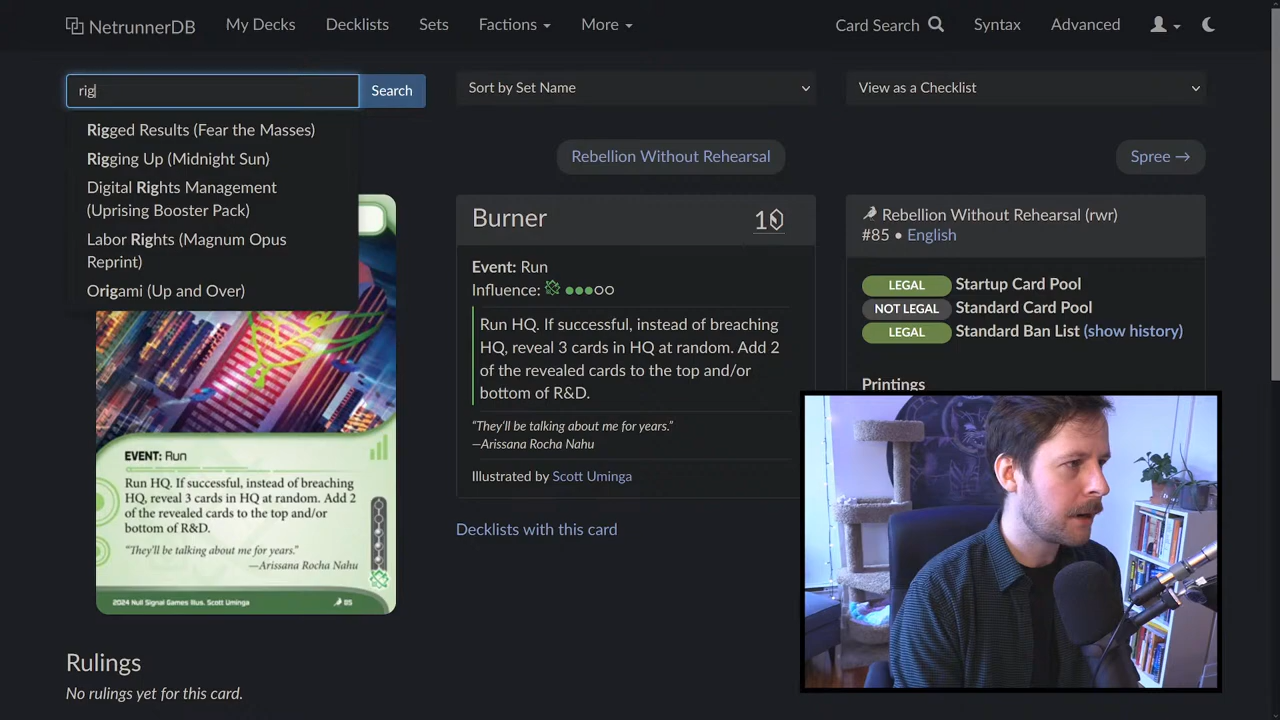 NetrunnerDB
My Decks
Decklists
Sets
Factions
More
Card Search
Syntax
Advanced
rig
Search
Sort by Set Name
View as a Checklist
Rigged Results (Fear the Masses)
Rigging Up (Midnight Sun)
Digital Rights Management
(Uprising Booster Pack)
Labor Rights (Magnum Opus
Reprint)
Origami (Up and Over)
Rebellion Without Rehearsal
Spree →
Burner
Event: Run
Influence:
Run HQ. If successful, instead of breaching
HQ, reveal 3 cards in HQ at random. Add 2
of the revealed cards to the top and/or
bottom of R&D.
“They’ll be talking about me for years.”
—Arissana Rocha Nahu
Illustrated by Scott Uminga
Decklists with this card
Rebellion Without Rehearsal (rwr)
#85 • English
LEGAL Startup Card Pool
NOT LEGAL Standard Card Pool
LEGAL Standard Ban List (show history)
Printings
EVENT: Run
Run HQ. If successful, instead of breaching
HQ, reveal 3 cards in HQ at random. Add 2
of the revealed cards to the top and/or
bottom of R&D.
“They’ll be talking about me for years.”
—Arissana Rocha Nahu
2024 Null Signal Games Illus. Scott Uminga
85
Rulings
No rulings yet for this card.